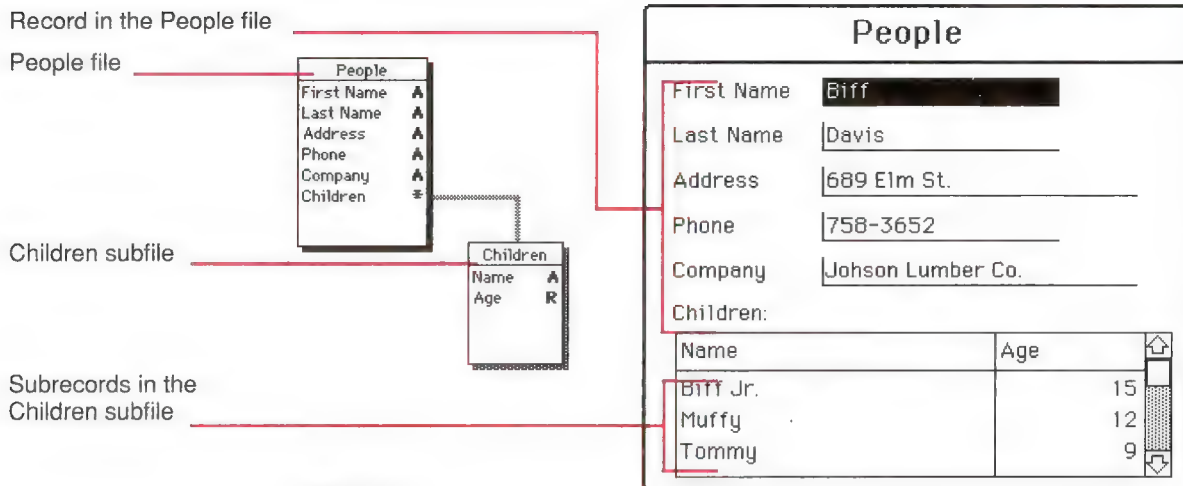 Record in the People file
People file
Children subfile
Subrecords in the
Children subfile
People
First Name A
Last Name A
Address A
Phone A
Company A
Children *
Children
Name A
Age R
People
First Name Biff
Last Name Davis
Address 689 Elm St.
Phone 758-3652
Company Johson Lumber Co.
Children:
Name Age
Biff Jr. 15
Muffy 12
Tommy 9